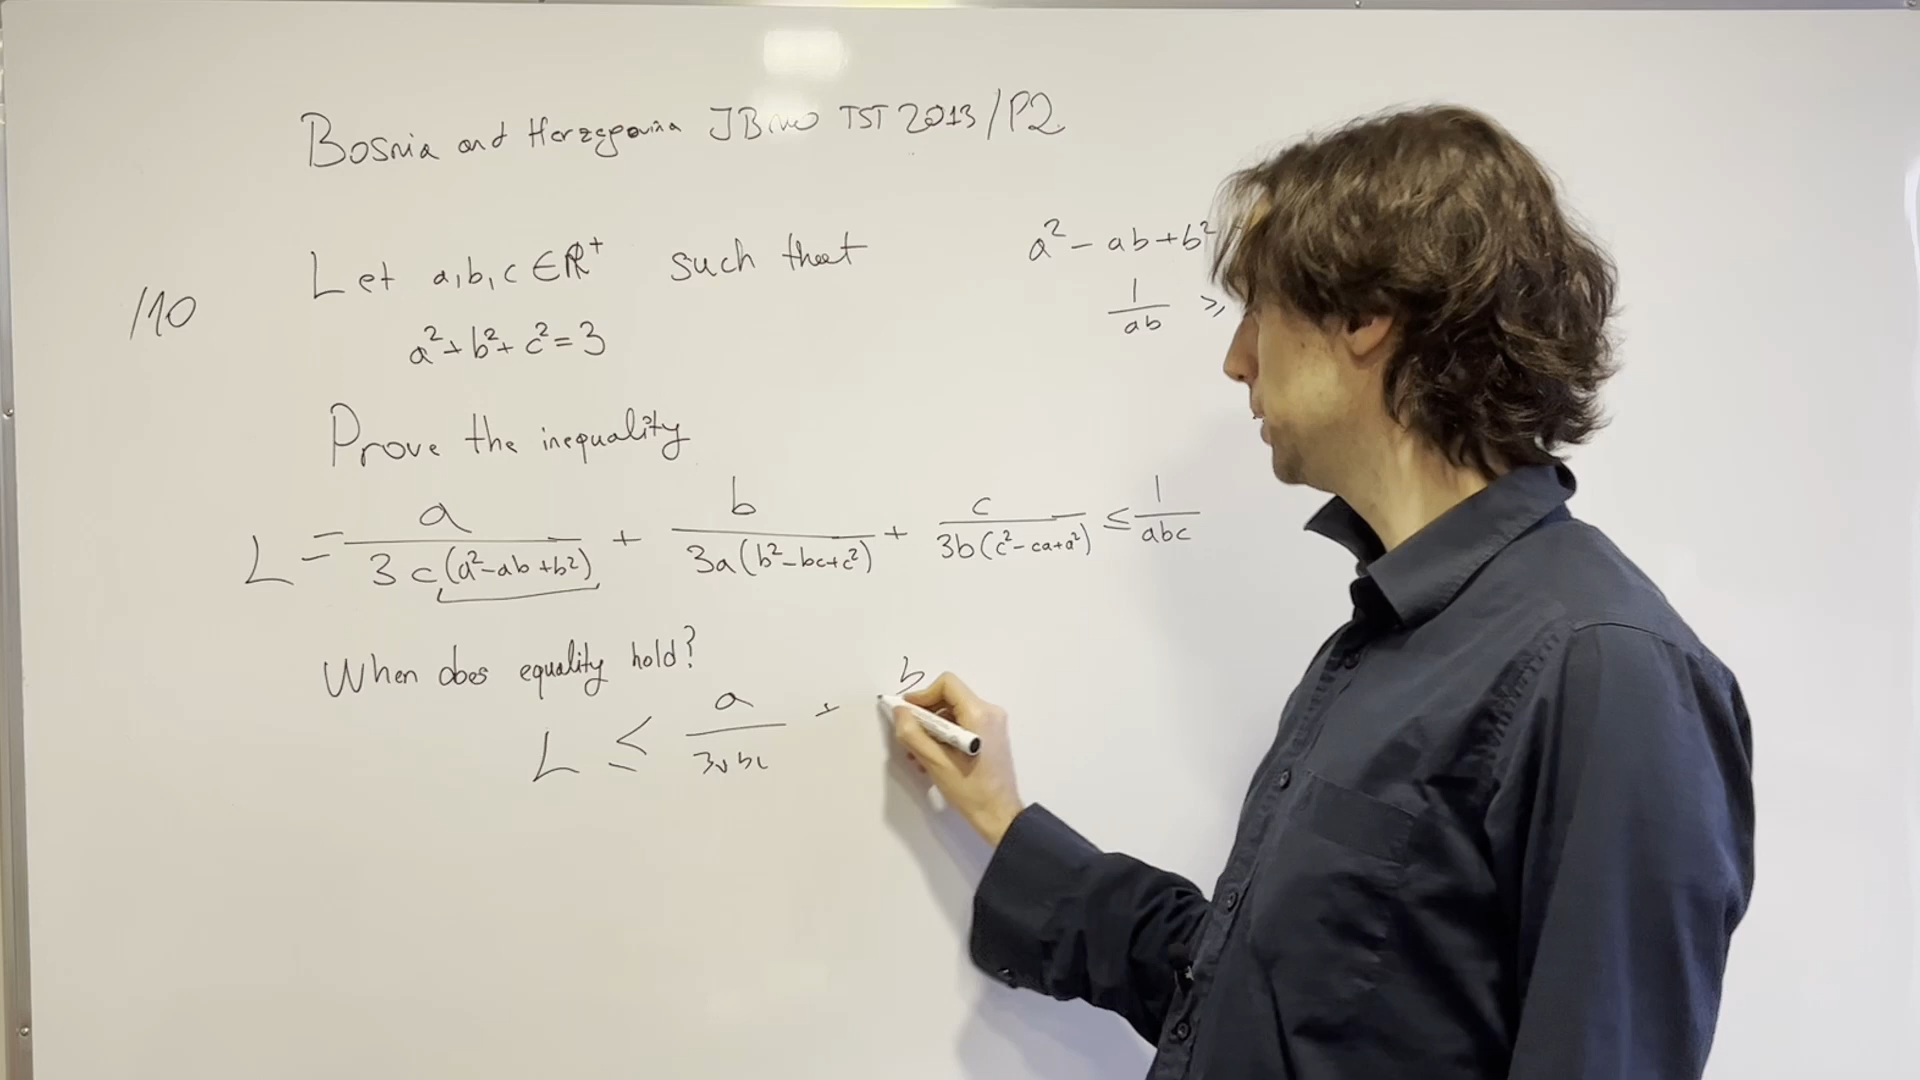 Bosnia and Herzegovina JBMO TST 2013/P2
Let a,b,c ∈ ℝ⁺ such that
a² - ab + b²
/10
1/ab ≥
a² + b² + c² = 3
Prove the inequality
L = a/(3c(a²-ab+b²)) + b/(3a(b²-bc+c²)) + c/(3b(c²-ca+a²)) ≤ 1/abc
When does equality hold?
L ≤ a/3abc + b